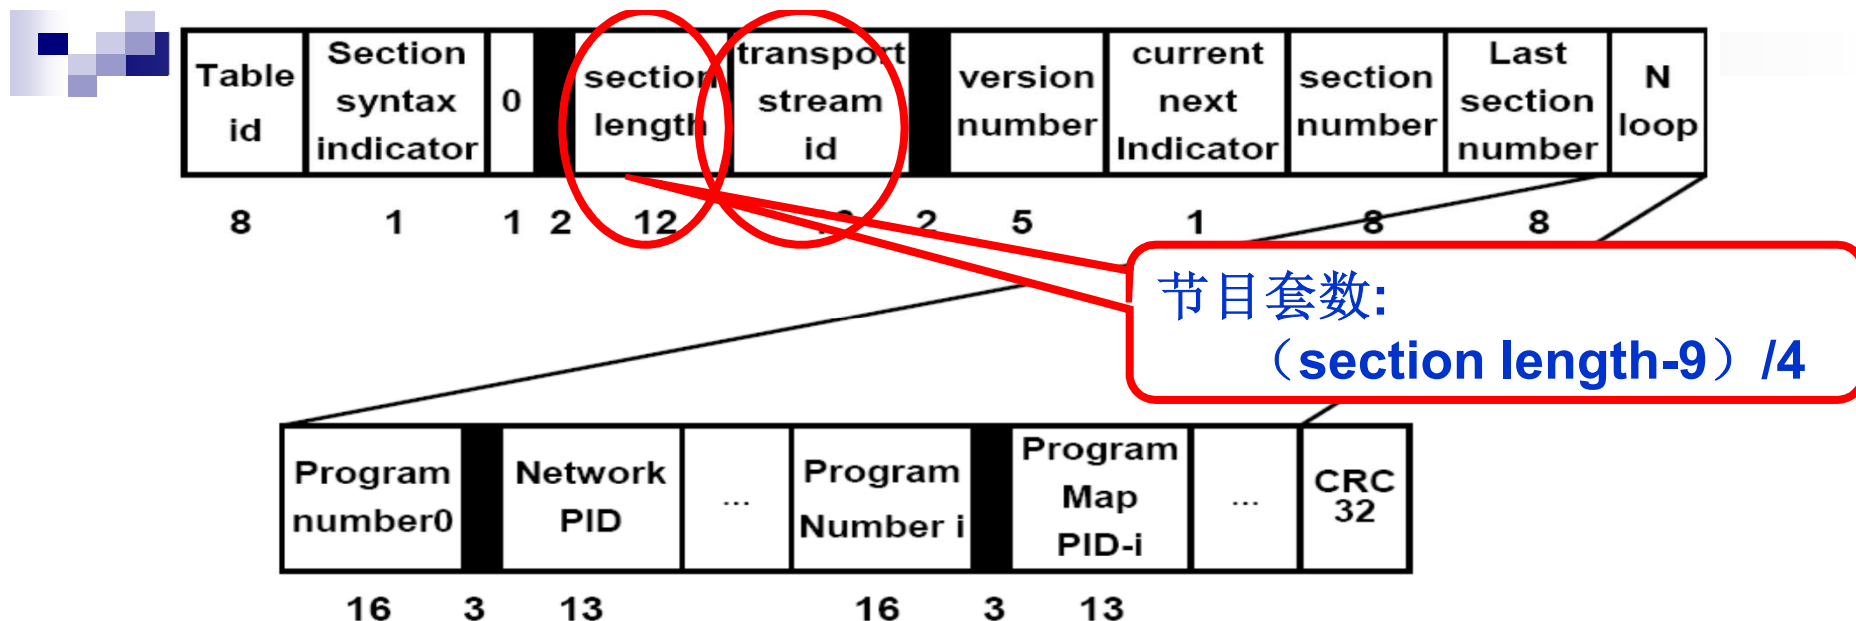 Table
id
Section
syntax
indicator
0
section
length
transport
stream
id
version
number
current
next
Indicator
section
number
Last
section
number
N
loop
8
1
1
2
12
2
5
1
8
8
节目套数:
（section length-9）/4
Program
number0
Network
PID
...
Program
Number i
Program
Map
PID-i
...
CRC
32
16
3
13
16
3
13